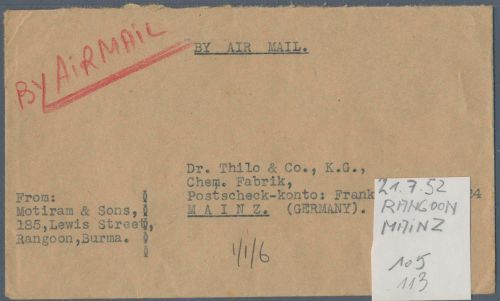 BY AIRMAIL
BY AIR MAIL.
Dr. Thilo & Co., K.G.,
Chem. Fabrik,
Postscheck-konto: Frank 24
MAINZ. (GERMANY).
From:
Motiram & Sons,
185,Lewis Street,
Rangoon,Burma.
1/1/6
21.7.52
RANGOON
MAINZ
105
113